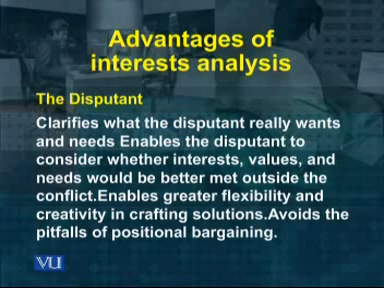 Advantages of
interests analysis
The Disputant
Clarifies what the disputant really wants
and needs Enables the disputant to
consider whether interests, values, and
needs would be better met outside the
conflict.Enables greater flexibility and
creativity in crafting solutions.Avoids the
pitfalls of positional bargaining.
VU